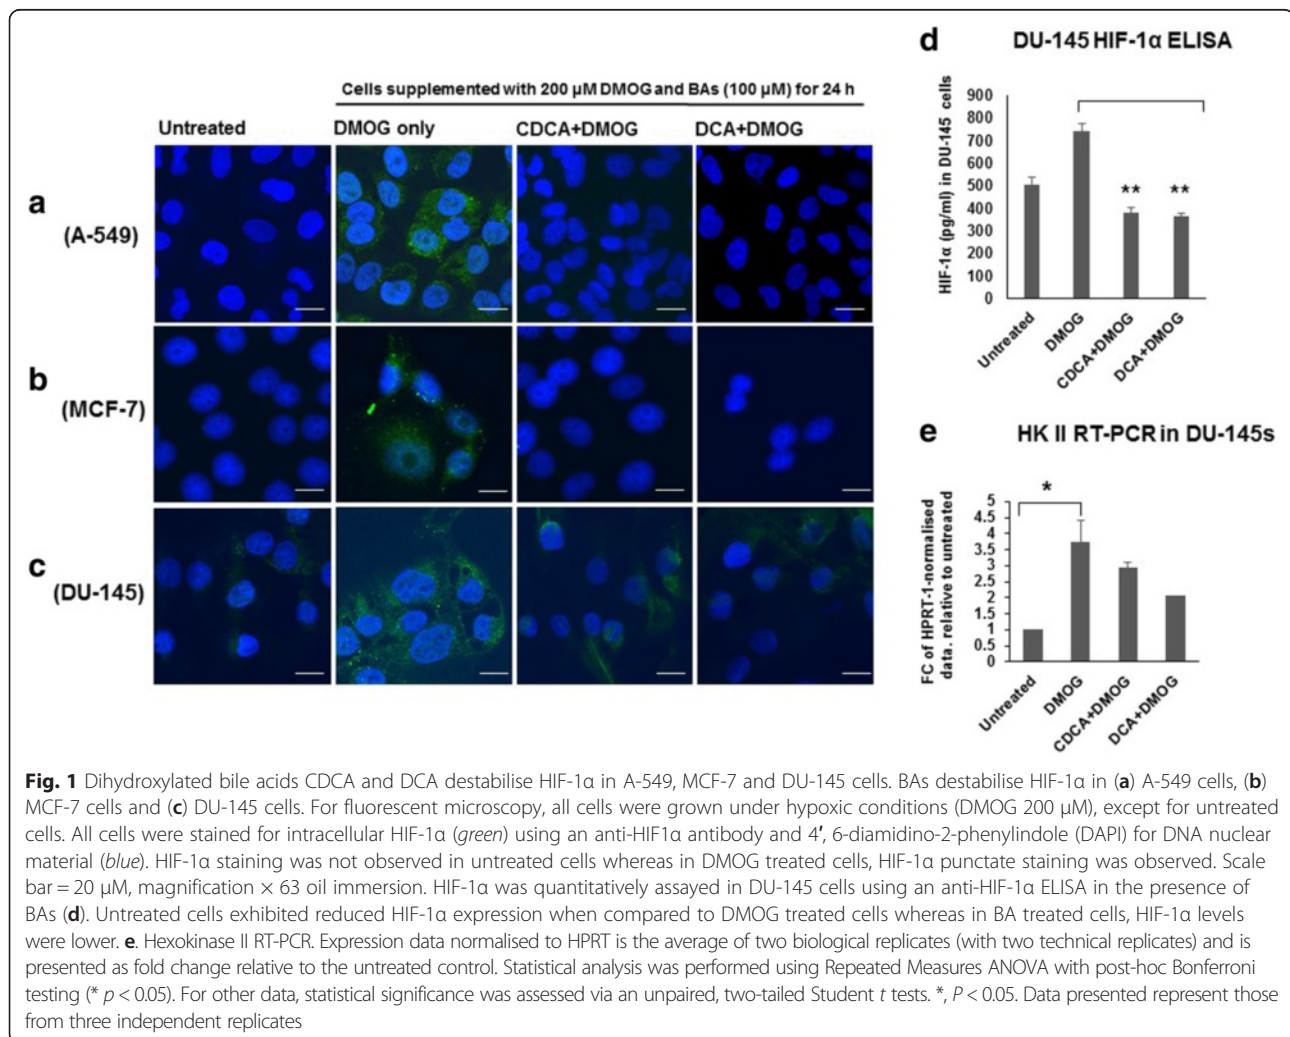 Cells supplemented with 200 µM DMOG and BAs (100 µM) for 24 h
Untreated
DMOG only
CDCA+DMOG
DCA+DMOG
a
(A-549)
b
(MCF-7)
c
(DU-145)
d
DU-145 HIF-1α ELISA
HIF-1α (pg/ml) in DU-145 cells
900
800
700
600
500
400
300
200
100
0
**
**
Untreated
DMOG
CDCA+DMOG
DCA+DMOG
e
HK II RT-PCR in DU-145s
FC of HPRT-1-normalised
data. relative to untreated
5
4.5
4
3.5
3
2.5
2
1.5
1
0.5
0
*
Untreated
DMOG
CDCA+DMOG
DCA+DMOG
Fig. 1 Dihydroxylated bile acids CDCA and DCA destabilise HIF-1α in A-549, MCF-7 and DU-145 cells. BAs destabilise HIF-1α in (a) A-549 cells, (b)
MCF-7 cells and (c) DU-145 cells. For fluorescent microscopy, all cells were grown under hypoxic conditions (DMOG 200 µM), except for untreated
cells. All cells were stained for intracellular HIF-1α (green) using an anti-HIF1α antibody and 4′, 6-diamidino-2-phenylindole (DAPI) for DNA nuclear
material (blue). HIF-1α staining was not observed in untreated cells whereas in DMOG treated cells, HIF-1α punctate staining was observed. Scale
bar = 20 µM, magnification × 63 oil immersion. HIF-1α was quantitatively assayed in DU-145 cells using an anti-HIF-1α ELISA in the presence of
BAs (d). Untreated cells exhibited reduced HIF-1α expression when compared to DMOG treated cells whereas in BA treated cells, HIF-1α levels
were lower. e. Hexokinase II RT-PCR. Expression data normalised to HPRT is the average of two biological replicates (with two technical replicates) and is
presented as fold change relative to the untreated control. Statistical analysis was performed using Repeated Measures ANOVA with post-hoc Bonferroni
testing (* p < 0.05). For other data, statistical significance was assessed via an unpaired, two-tailed Student t tests. *, P < 0.05. Data presented represent those
from three independent replicates